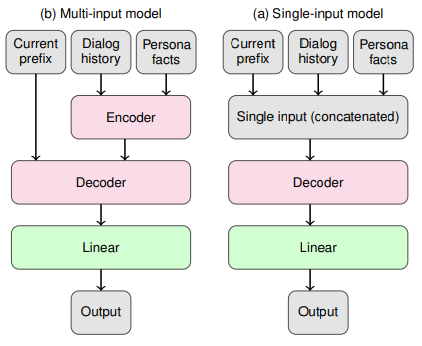 (b) Multi-input model
Current
prefix
Dialog
history
Persona
facts
Encoder
Decoder
Linear
Output
(a) Single-input model
Current
prefix
Dialog
history
Persona
facts
Single input (concatenated)
Decoder
Linear
Output